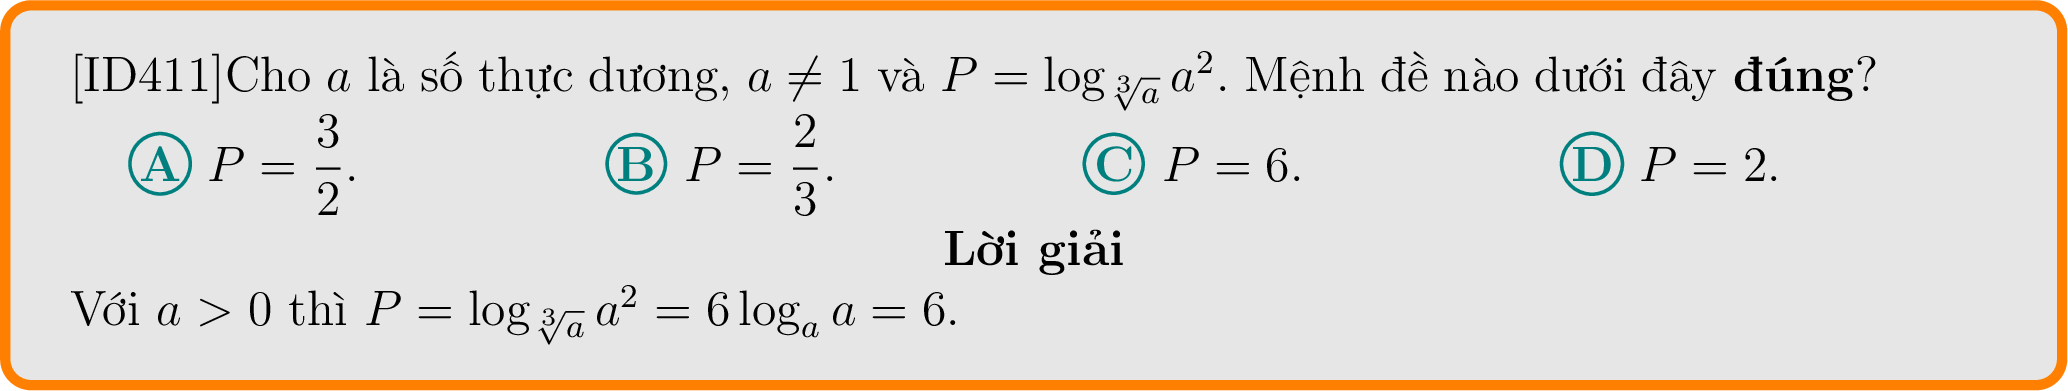 [ID411]Cho $a$ là số thực dương, $a \neq 1$ và $P = \log_{\sqrt[3]{a}} a^2$. Mệnh đề nào dưới đây đúng?
A $P = \frac{3}{2}$. B $P = \frac{2}{3}$. C $P = 6$. D $P = 2$.
Lời giải
Với $a > 0$ thì $P = \log_{\sqrt[3]{a}} a^2 = 6 \log_a a = 6$.